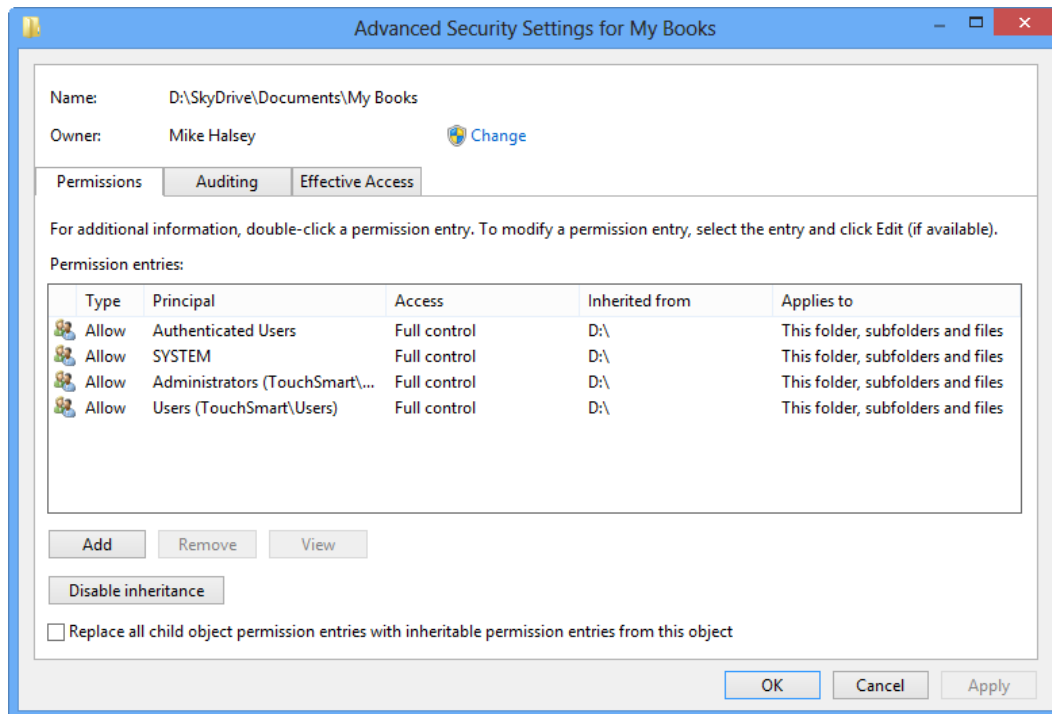 Advanced Security Settings for My Books
Name: D:\SkyDrive\Documents\My Books
Owner: Mike Halsey Change
Permissions Auditing Effective Access
For additional information, double-click a permission entry. To modify a permission entry, select the entry and click Edit (if available).
Permission entries:
Type Principal Access Inherited from Applies to
Allow Authenticated Users Full control D:\ This folder, subfolders and files
Allow SYSTEM Full control D:\ This folder, subfolders and files
Allow Administrators (TouchSmart\... Full control D:\ This folder, subfolders and files
Allow Users (TouchSmart\Users) Full control D:\ This folder, subfolders and files
Add Remove View
Disable inheritance
Replace all child object permission entries with inheritable permission entries from this object
OK Cancel Apply